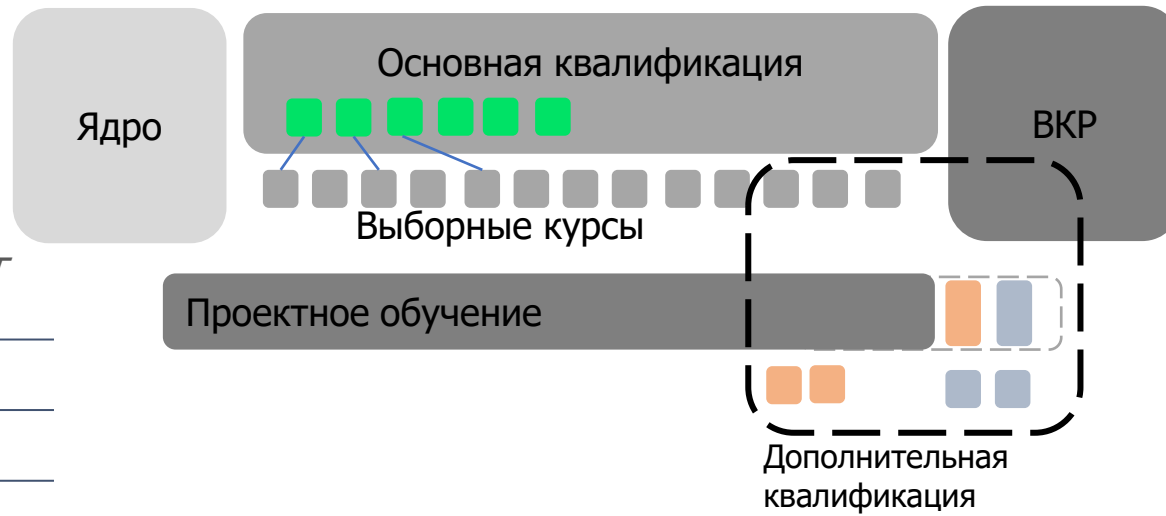 Основная квалификация
Ядро
ВКР
Выборные курсы
Проектное обучение
Дополнительная
квалификация